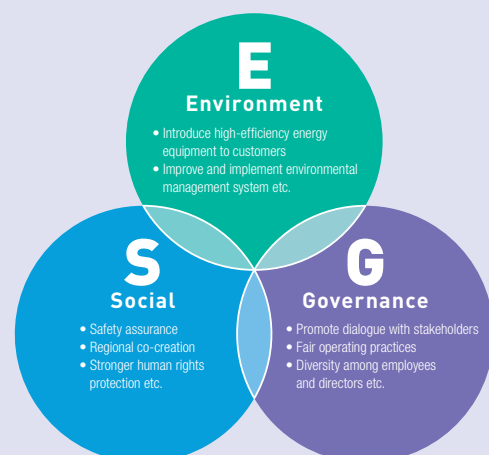 E
Environment
• Introduce high-efficiency energy
equipment to customers
• Improve and implement environmental
management system etc.
S
Social
• Safety assurance
• Regional co-creation
• Stronger human rights
protection etc.
G
Governance
• Promote dialogue with stakeholders
• Fair operating practices
• Diversity among employees
and directors etc.